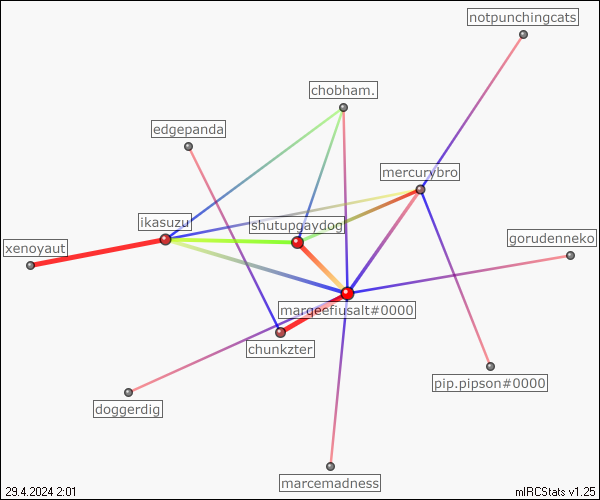 notpunchingcats
chobham.
edgepanda
mercurybro
ikasuzu
shutupgaydog
xenoyaut
gorudenneko
margeefiusalt#0000
chunkzter
pip.pipson#0000
doggerdig
marcemadness
29.4.2024 2:01
mIRCStats v1.25